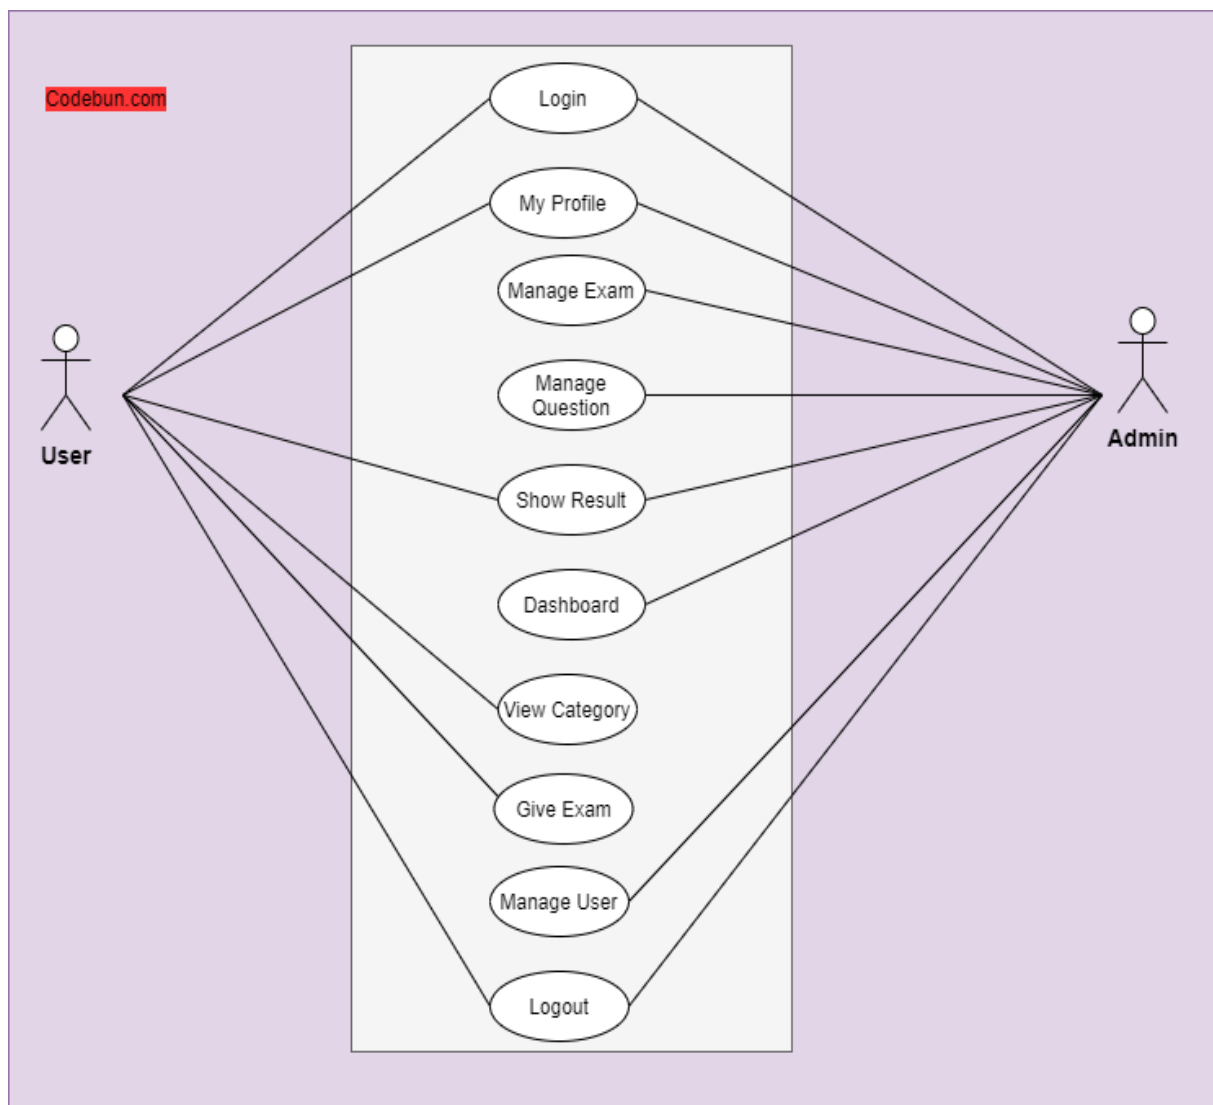 Codebun.com
Login
My Profile
Manage Exam
Manage
Question
Show Result
Dashboard
View Category
Give Exam
Manage User
Logout
User
Admin